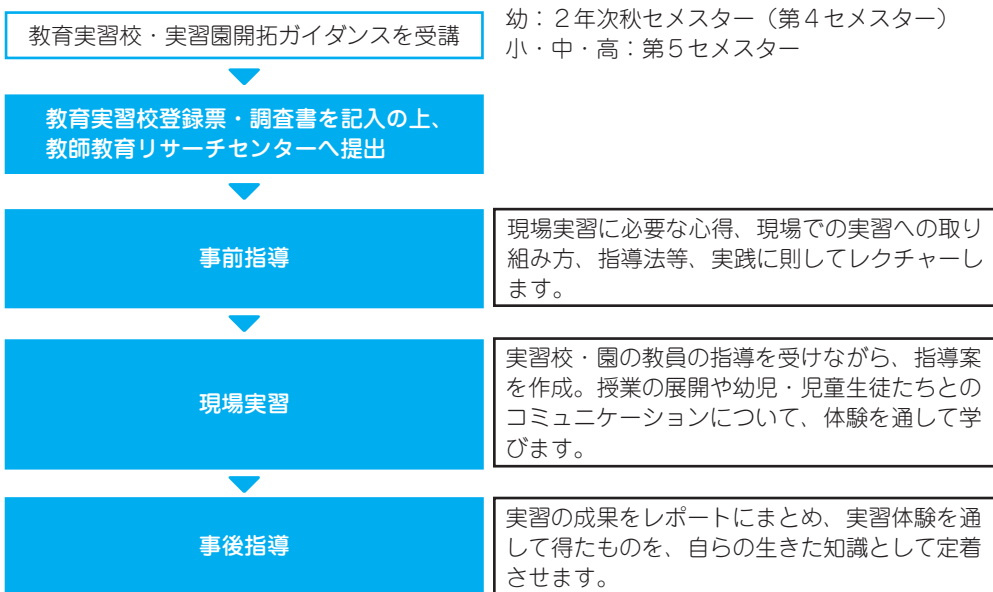 教育実習校・実習園開拓ガイダンスを受講
幼：２年次秋セメスター（第４セメスター）
小・中・高：第５セメスター
教育実習校登録票・調査書を記入の上、
教師教育リサーチセンターへ提出
事前指導
現場実習に必要な心得、現場での実習への取り
組み方、指導法等、実践に則してレクチャーし
ます。
現場実習
実習校・園の教員の指導を受けながら、指導案
を作成。授業の展開や幼児・児童生徒たちとの
コミュニケーションについて、体験を通して学
びます。
事後指導
実習の成果をレポートにまとめ、実習体験を通
して得たものを、自らの生きた知識として定着
させます。